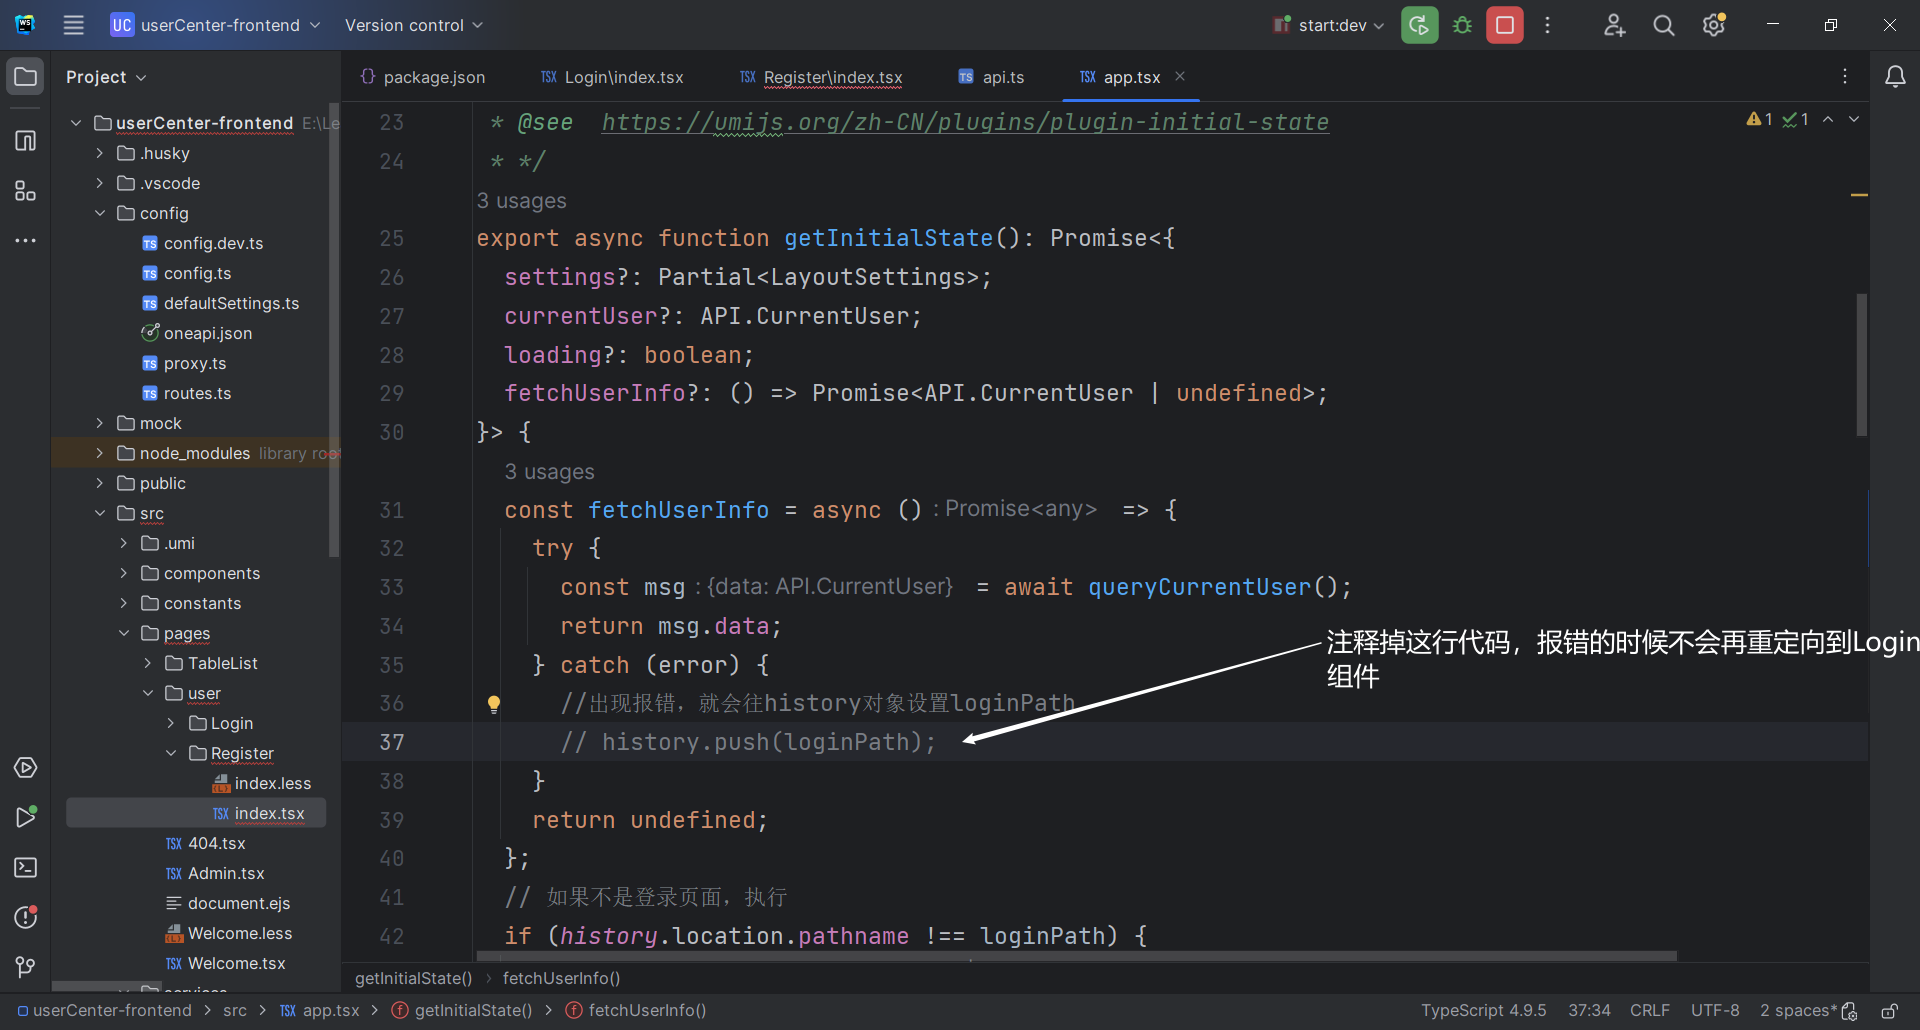 UC userCenter-frontend Version control start:dev
Project
package.json Login\index.tsx Register\index.tsx api.ts app.tsx
userCenter-frontend E:\Le
.husky
.vscode
config
config.dev.ts
config.ts
defaultSettings.ts
oneapi.json
proxy.ts
routes.ts
mock
node_modules library root
public
src
.umi
components
constants
pages
TableList
user
Login
Register
index.less
index.tsx
404.tsx
Admin.tsx
document.ejs
Welcome.less
Welcome.tsx
services
1 1
23 * @see https://umijs.org/zh-CN/plugins/plugin-initial-state
24 * */
3 usages
25 export async function getInitialState(): Promise<{
26 settings?: Partial<LayoutSettings>;
27 currentUser?: API.CurrentUser;
28 loading?: boolean;
29 fetchUserInfo?: () => Promise<API.CurrentUser | undefined>;
30 }> {
3 usages
31 const fetchUserInfo = async () : Promise<any> => {
32 try {
33 const msg : {data: API.CurrentUser} = await queryCurrentUser();
34 return msg.data;
35 } catch (error) {
36 //出现报错，就会往history对象设置loginPath
37 // history.push(loginPath);
38 }
39 return undefined;
40 };
41 // 如果不是登录页面，执行
42 if (history.location.pathname !== loginPath) {
注释掉这行代码，报错的时候不会再重定向到Login
组件
getInitialState() › fetchUserInfo()
userCenter-frontend > src > TSX app.tsx > getInitialState() > fetchUserInfo() TypeScript 4.9.5 37:34 CRLF UTF-8 2 spaces*